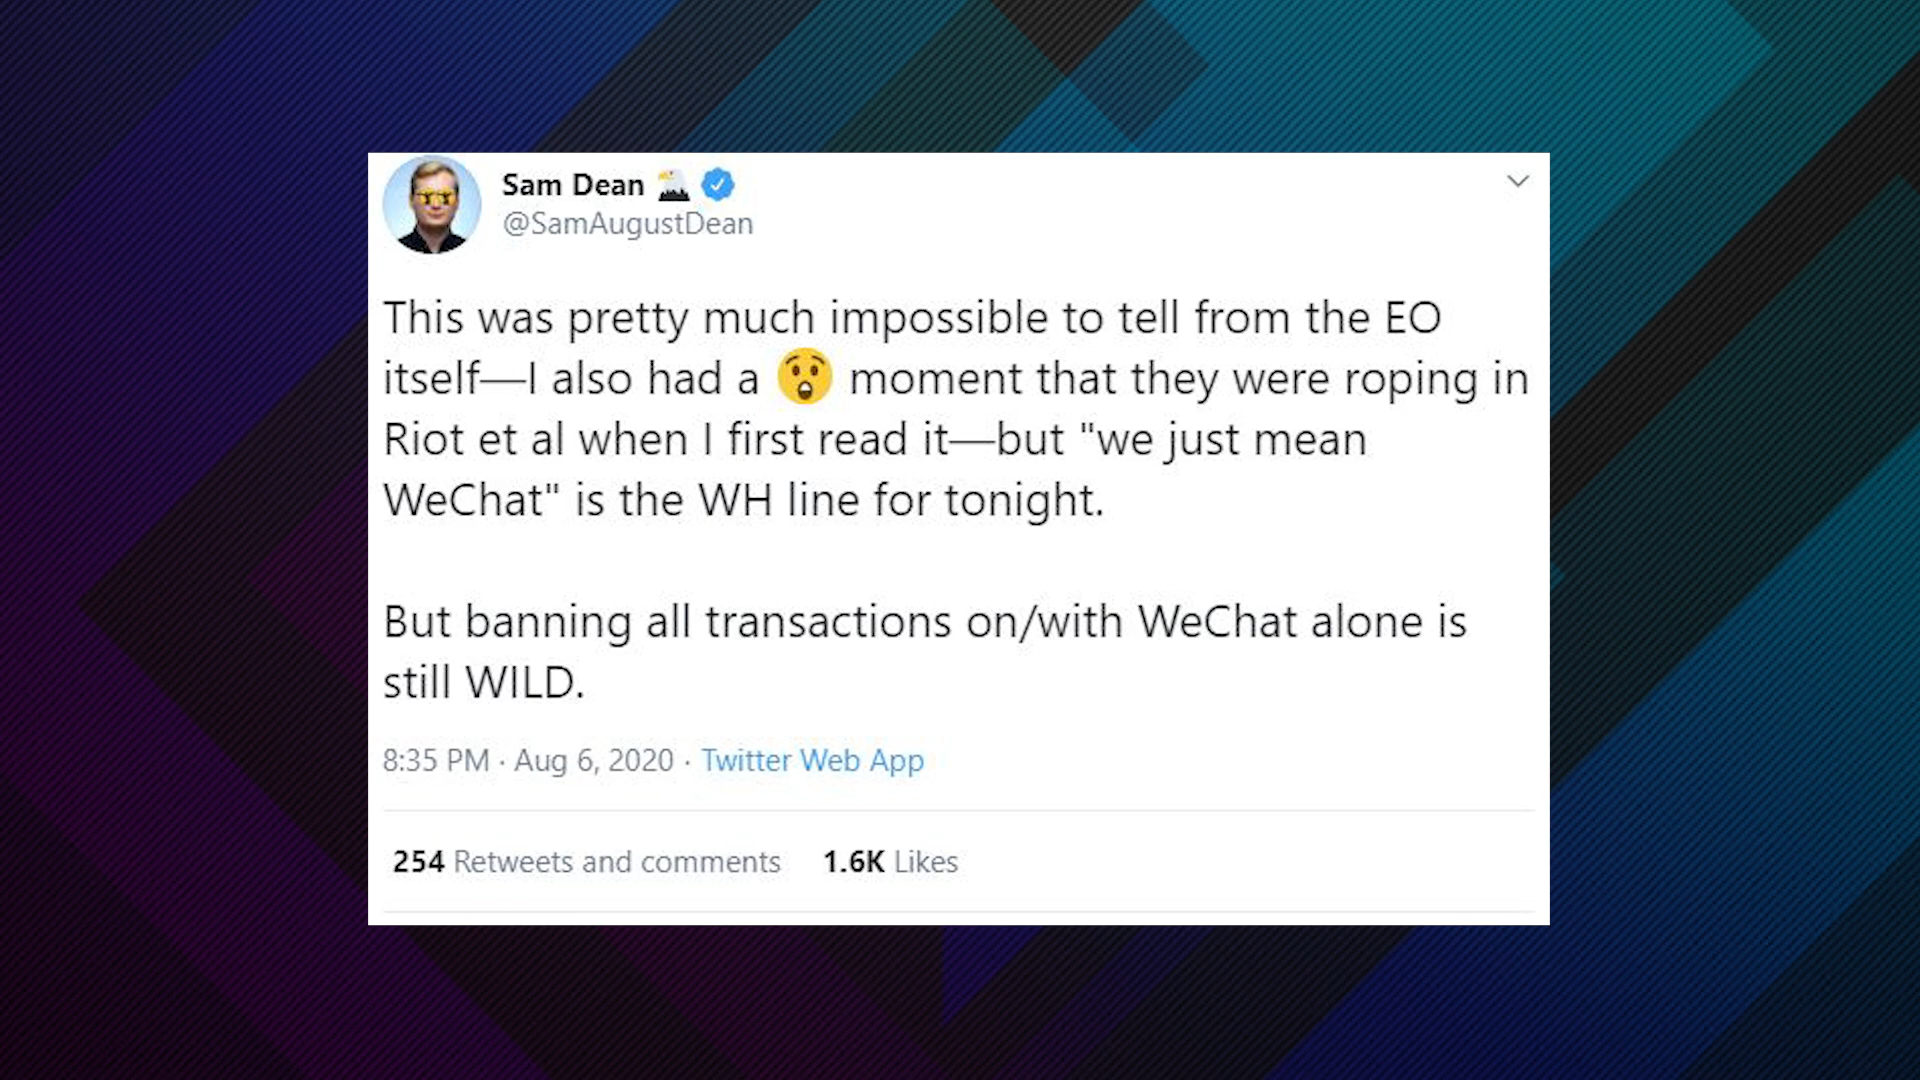 Sam Dean
@SamAugustDean
This was pretty much impossible to tell from the EO
itself—I also had a 😲 moment that they were roping in
Riot et al when I first read it—but "we just mean
WeChat" is the WH line for tonight.
But banning all transactions on/with WeChat alone is
still WILD.
8:35 PM · Aug 6, 2020 · Twitter Web App
254 Retweets and comments 1.6K Likes